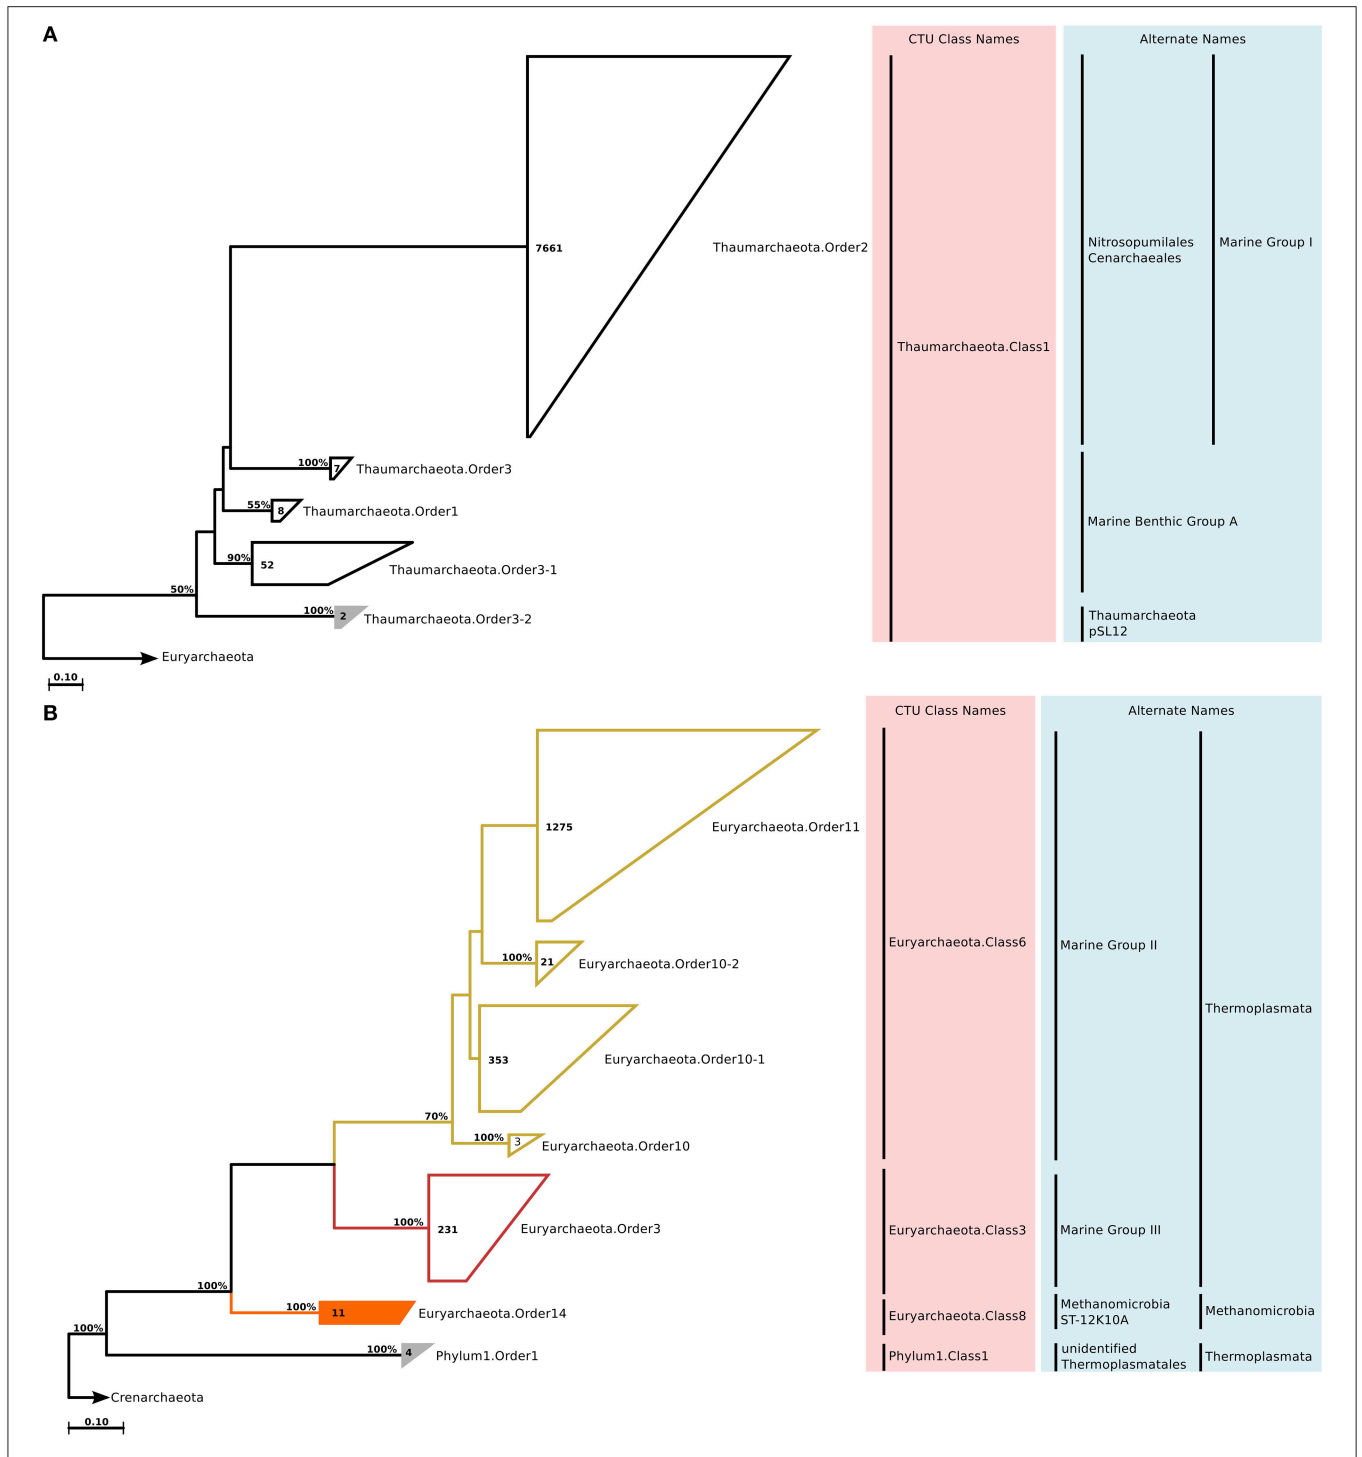 A
CTU Class Names
Alternate Names
7661
Thaumarchaeota.Order2
Nitrosopumilales
Cenarchaeales
Marine Group I
Thaumarchaeota.Class1
100%
7
Thaumarchaeota.Order3
55%
8
Thaumarchaeota.Order1
Marine Benthic Group A
90%
52
Thaumarchaeota.Order3-1
50%
100%
2
Thaumarchaeota.Order3-2
Thaumarchaeota
pSL12
Euryarchaeota
0.10
B
CTU Class Names
Alternate Names
1275
Euryarchaeota.Order11
Euryarchaeota.Class6
Marine Group II
100%
21
Euryarchaeota.Order10-2
Thermoplasmata
353
Euryarchaeota.Order10-1
70%
100%
3
Euryarchaeota.Order10
100%
231
Euryarchaeota.Order3
Euryarchaeota.Class3
Marine Group III
100%
100%
11
Euryarchaeota.Order14
Euryarchaeota.Class8
Methanomicrobia
ST-12K10A
Methanomicrobia
100%
100%
4
Phylum1.Order1
Phylum1.Class1
unidentified
Thermoplasmatales
Thermoplasmata
Crenarchaeota
0.10